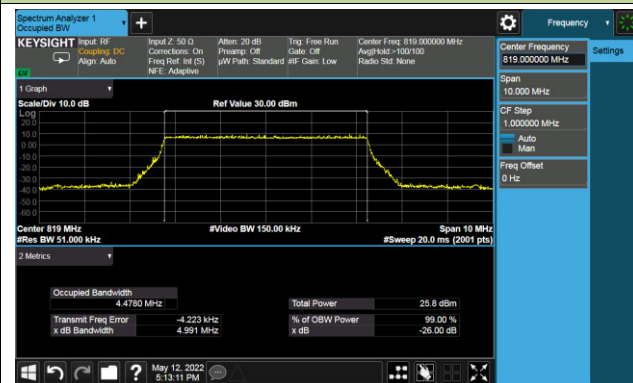 Spectrum Analyzer 1
Occupied BW
Frequency
KEYSIGHT
Input: RF
Coupling: DC
Align: Auto
Input Z: 50 Ω
Corrections: On
Freq Ref: Int (S)
NFE: Adaptive
Atten: 20 dB
Preamp: Off
µW Path: Standard
Trig: Free Run
Gate: Off
#IF Gain: Low
Center Freq: 819.000000 MHz
Avg|Hold:>100/100
Radio Std: None
LW
Center Frequency
819.000000 MHz
Settings
Span
10.000 MHz
CF Step
1.000000 MHz
Auto
Man
Freq Offset
0 Hz
1 Graph
Scale/Div 10.0 dB
Ref Value 30.00 dBm
Log
20.0
10.0
0.00
-10.0
-20.0
-30.0
-40.0
-50.0
-60.0
Center 819 MHz
#Video BW 150.00 kHz
Span 10 MHz
#Res BW 51.000 kHz
#Sweep 20.0 ms (2001 pts)
2 Metrics
Occupied Bandwidth
4.4780 MHz
Total Power 25.8 dBm
Transmit Freq Error -4.223 kHz
% of OBW Power 99.00 %
x dB Bandwidth 4.991 MHz
x dB -26.00 dB
?
May 12, 2022
5:13:11 PM